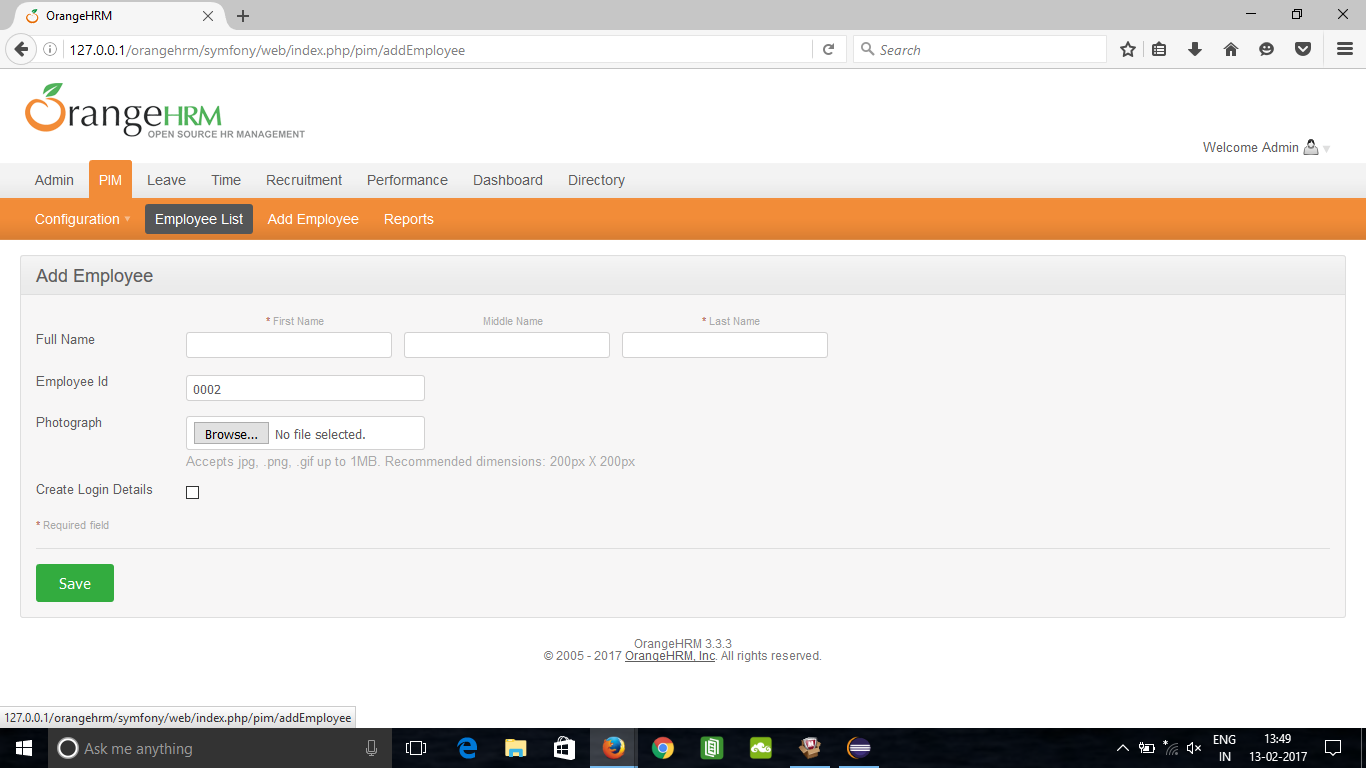 OrangeHRM
127.0.0.1/orangehrm/symfony/web/index.php/pim/addEmployee
Search
OrangeHRM
OPEN SOURCE HR MANAGEMENT
Welcome Admin
Admin PIM Leave Time Recruitment Performance Dashboard Directory
Configuration Employee List Add Employee Reports
Add Employee
* First Name Middle Name * Last Name
Full Name
Employee Id 0002
Photograph Browse... No file selected.
Accepts jpg, .png, .gif up to 1MB. Recommended dimensions: 200px X 200px
Create Login Details
* Required field
Save
OrangeHRM 3.3.3
© 2005 - 2017 OrangeHRM, Inc. All rights reserved.
127.0.0.1/orangehrm/symfony/web/index.php/pim/addEmployee
Ask me anything
ENG 13:49
IN 13-02-2017